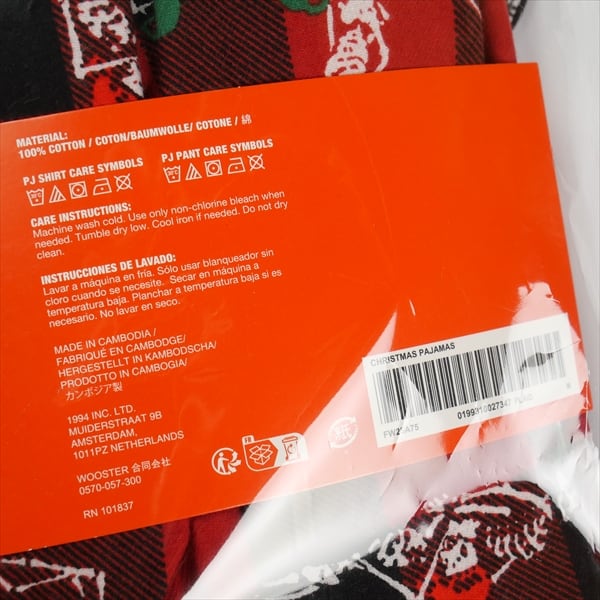 MATERIAL:
100% COTTON / COTON/BAUMWOLLE/ COTONE / 綿
PJ SHIRT CARE SYMBOLS
PJ PANT CARE SYMBOLS
CARE INSTRUCTIONS:
Machine wash cold. Use only non-chlorine bleach when
needed. Tumble dry low. Cool iron if needed. Do not dry
clean.
INSTRUCCIONES DE LAVADO:
Lavar a máquina en fría. Sólo usar blanqueador sin
cloro cuando se necesite. Secar en máquina a
temperatura baja. Planchar a temperatura baja si es
necesario. No lavar en seco.
MADE IN CAMBODIA /
FABRIQUÉ EN CAMBODGE/
HERGESTELLT IN KAMBODSCHA/
PRODOTTO IN CAMBOGIA/
カンボジア製
1994 INC. LTD.
MUIDERSTRAAT 9B
AMSTERDAM,
1011PZ NETHERLANDS
WOOSTER 合同会社
0570-057-300
RN 101837
FR
紙
CHRISTMAS PAJAMAS
0199310027347 PLAID
M